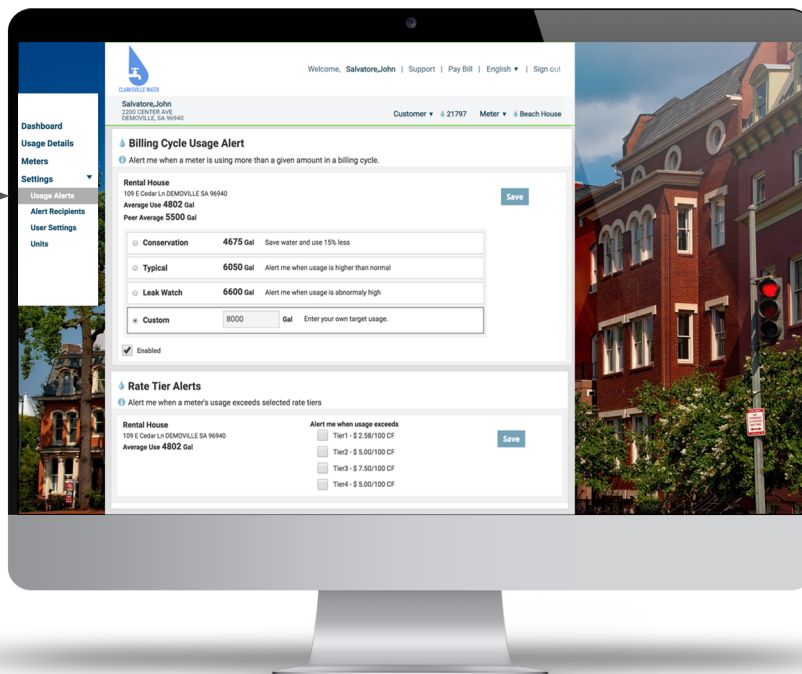 CLARKSVILLE WATER
Welcome, Salvatore,John | Support | Pay Bill | English ▾ | Sign out
Salvatore,John
2200 CENTER AVE
DEMOVILLE, SA 96940
Customer ▾ 21797 Meter ▾ Beach House
Dashboard
Usage Details
Meters
Settings ▼
Usage Alerts
Alert Recipients
User Settings
Units
Billing Cycle Usage Alert
Alert me when a meter is using more than a given amount in a billing cycle.
Rental House
109 E Cedar Ln DEMOVILLE SA 96940
Average Use 4802 Gal
Peer Average 5500 Gal
Save
Conservation 4675 Gal Save water and use 15% less
Typical 6050 Gal Alert me when usage is higher than normal
Leak Watch 6600 Gal Alert me when usage is abnormaly high
Custom 8000 Gal Enter your own target usage.
Enabled
Rate Tier Alerts
Alert me when a meter's usage exceeds selected rate tiers
Rental House
109 E Cedar Ln DEMOVILLE SA 96940
Average Use 4802 Gal
Alert me when usage exceeds
Tier1 - $ 2.58/100 CF
Tier2 - $ 5.00/100 CF
Tier3 - $ 7.50/100 CF
Tier4 - $ 5.00/100 CF
Save